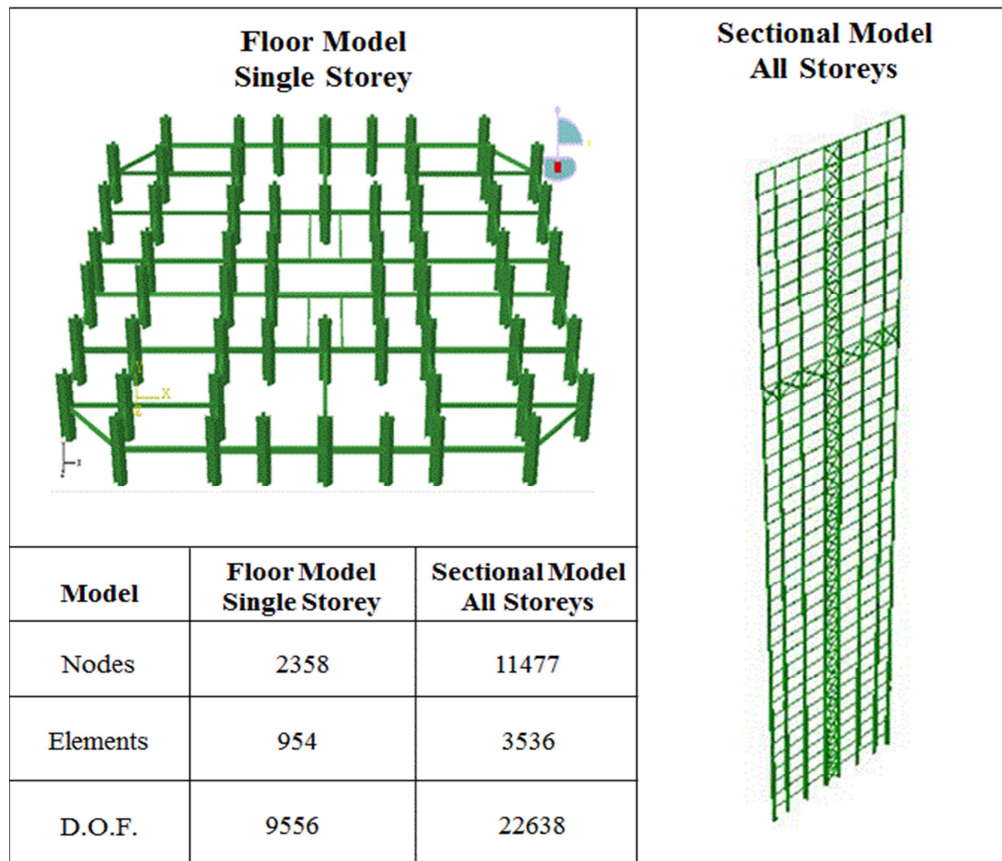 Floor Model
Single Storey
Sectional Model
All Storeys
X
Model
Floor Model
Single Storey
Sectional Model
All Storeys
Nodes
2358
11477
Elements
954
3536
D.O.F.
9556
22638